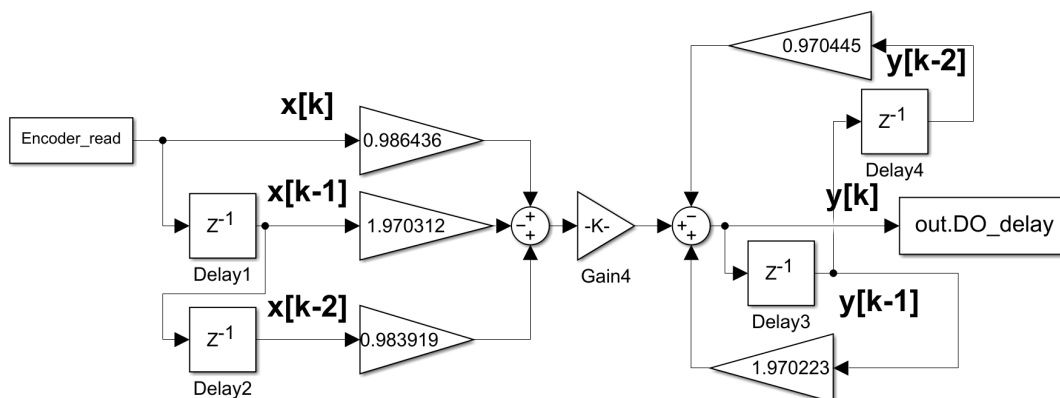 0.970445
y[k-2]
x[k]
z-1
Encoder_read
0.986436
Delay4
x[k-1]
y[k]
z-1
1.970312
+
-
+
-K-
-
+
+
out.DO_delay
Delay1
Gain4
z-1
x[k-2]
y[k-1]
Delay3
z-1
0.983919
1.970223
Delay2